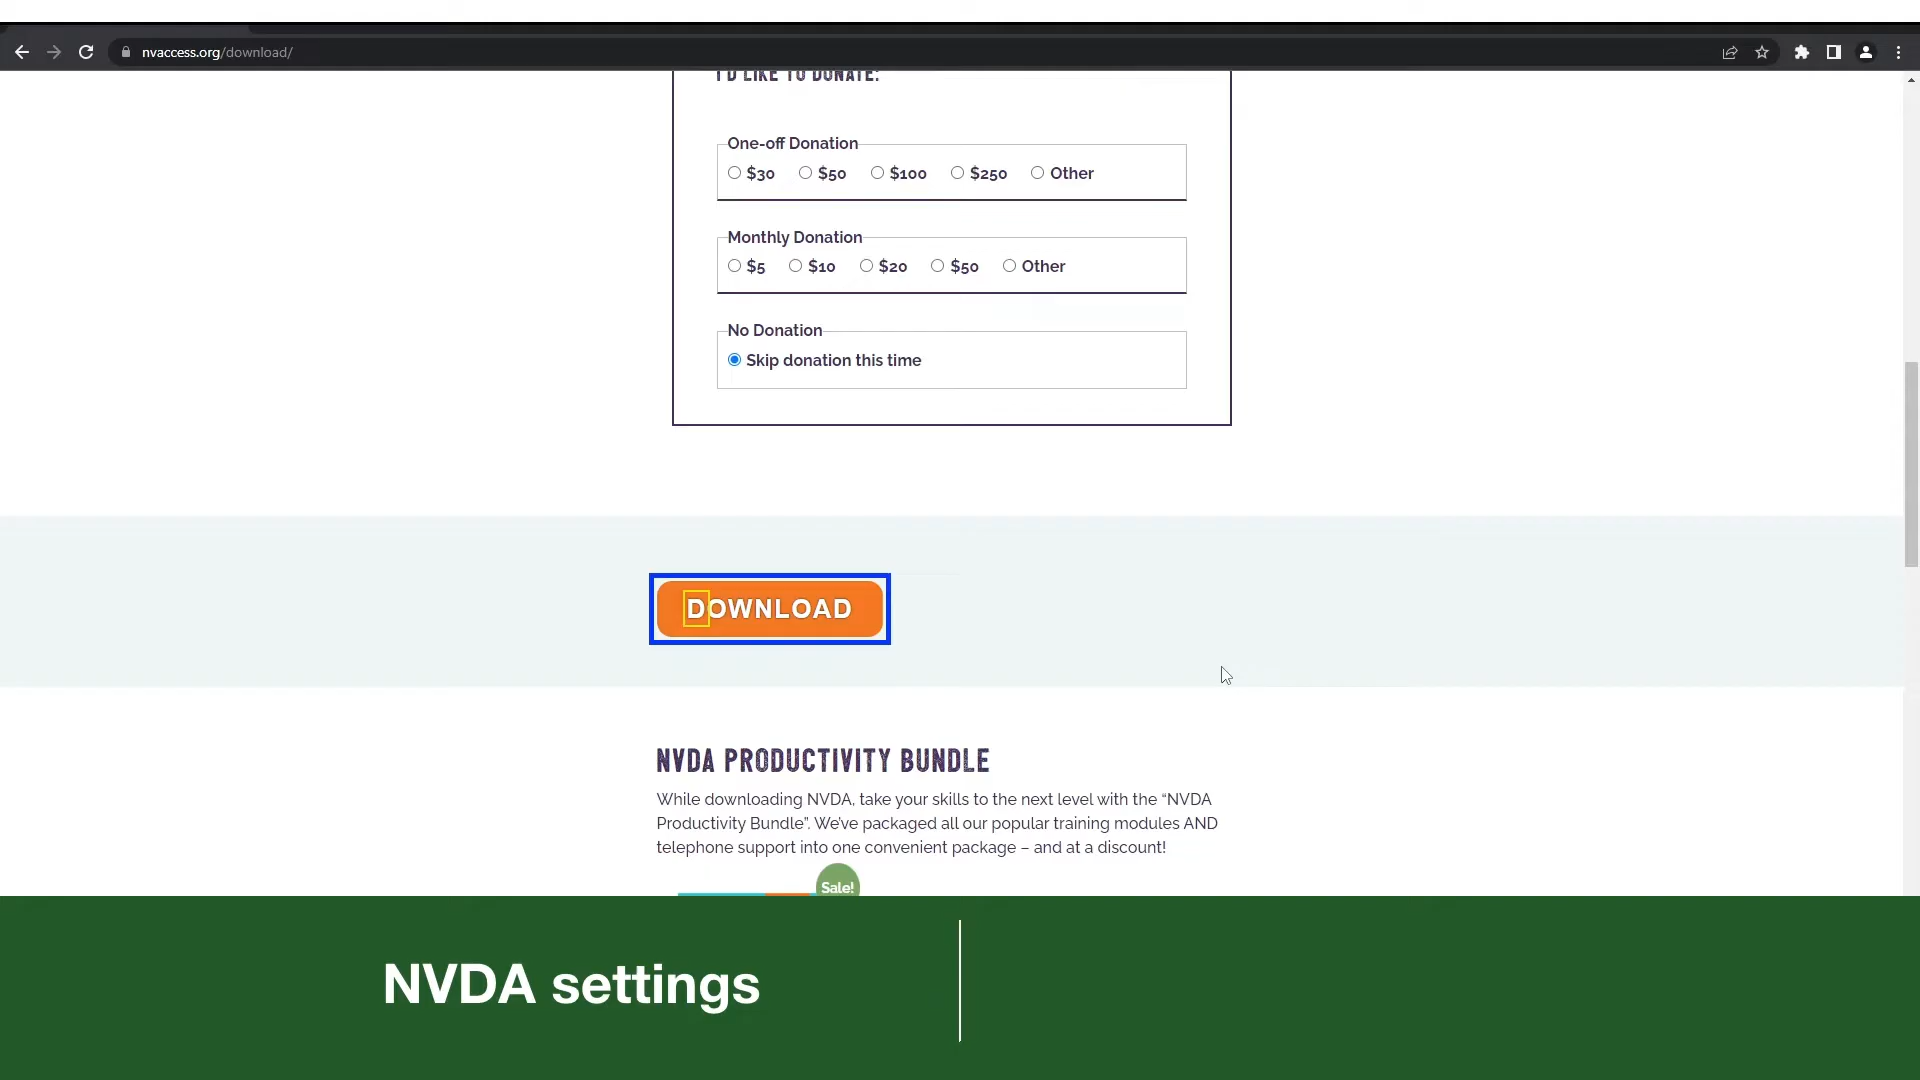 nvaccess.org/download/
I'D LIKE TO DONATE:
One-off Donation
$30 $50 $100 $250 Other
Monthly Donation
$5 $10 $20 $50 Other
No Donation
Skip donation this time
DOWNLOAD
NVDA PRODUCTIVITY BUNDLE
While downloading NVDA, take your skills to the next level with the “NVDA
Productivity Bundle”. We’ve packaged all our popular training modules AND
telephone support into one convenient package – and at a discount!
Sale!
NVDA settings